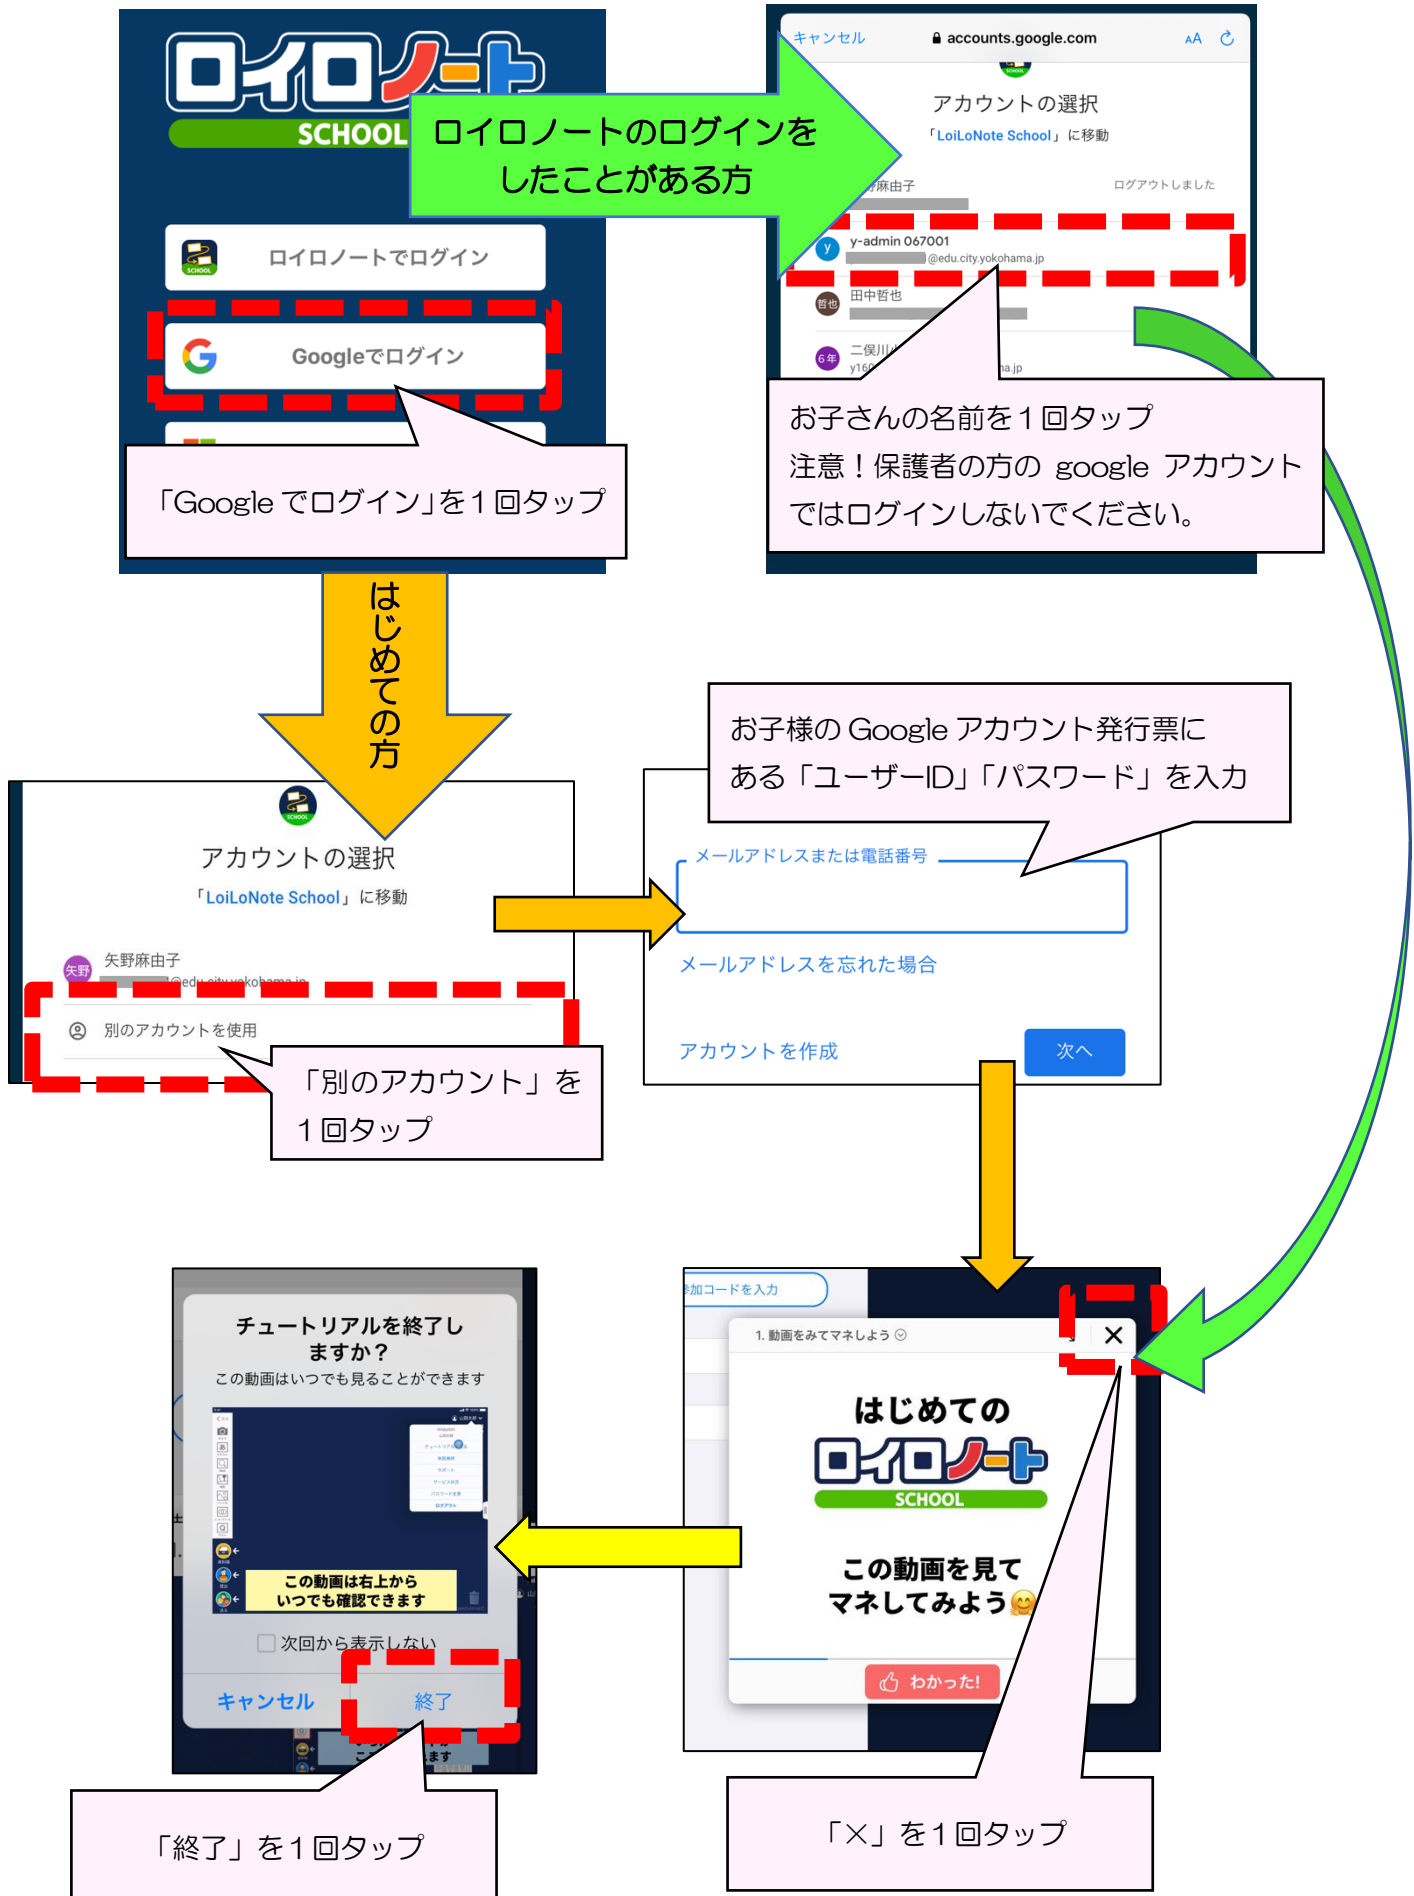 ロイロノート
SCHOOL
ロイロノートでログイン
Googleでログイン
「Google でログイン」を１回タップ
ロイロノートのログインを
したことがある方
キャンセル
accounts.google.com
AA
アカウントの選択
「LoiLoNote School」に移動
麻由子
ログアウトしました
y
y-admin 067001
@edu.city.yokohama.jp
哲也
田中哲也
6年
二俣川
お子さんの名前を１回タップ
注意！保護者の方の google アカウント
ではログインしないでください。
はじめての方
SCHOOL
アカウントの選択
「LoiLoNote School」に移動
矢野
矢野麻由子
@edu.city.yokohama.jp
別のアカウントを使用
「別のアカウント」を
１回タップ
お子様の Google アカウント発行票に
ある「ユーザーID」「パスワード」を入力
メールアドレスまたは電話番号
メールアドレスを忘れた場合
アカウントを作成
次へ
参加コードを入力
1. 動画をみてマネしよう
はじめての
ロイロノート
SCHOOL
この動画を見て
マネしてみよう🤗
わかった!
「×」を１回タップ
チュートリアルを終了し
ますか？
この動画はいつでも見ることができます
この動画は右上から
いつでも確認できます
次回から表示しない
キャンセル
終了
「終了」を１回タップ